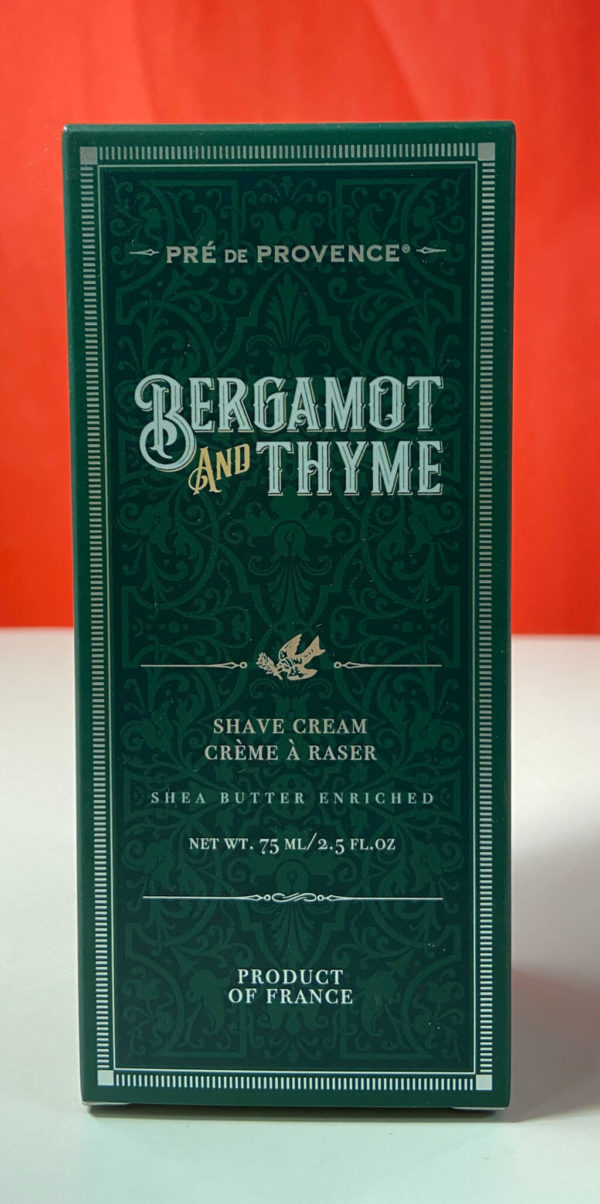 PRÉ DE PROVENCE®
BERGAMOT
AND THYME
SHAVE CREAM
CRÈME À RASER
SHEA BUTTER ENRICHED
NET WT. 75 ML/2.5 FL.OZ
PRODUCT
OF FRANCE